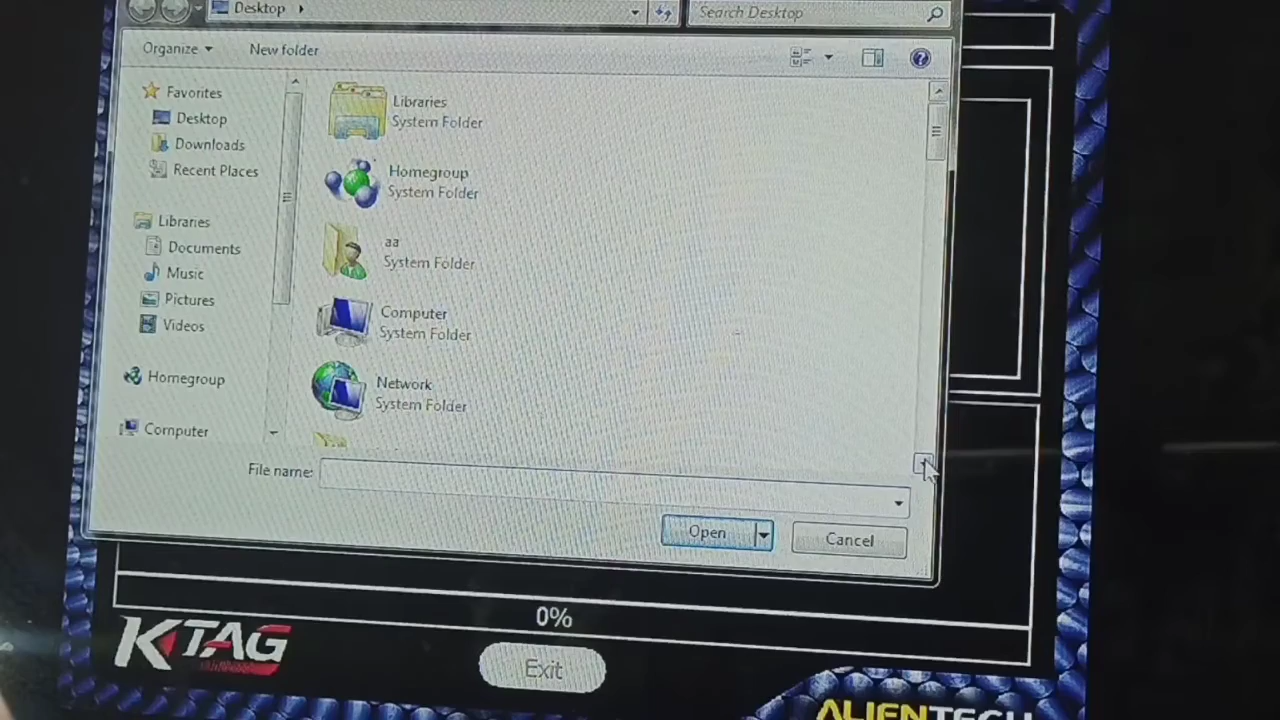 Desktop
Search Desktop
Organize
New folder
Favorites
Desktop
Downloads
Recent Places
Libraries
Documents
Music
Pictures
Videos
Homegroup
Computer
Libraries
System Folder
Homegroup
System Folder
aa
System Folder
Computer
System Folder
Network
System Folder
File name:
Open
Cancel
0%
KTAG
Exit
ALIENTECH